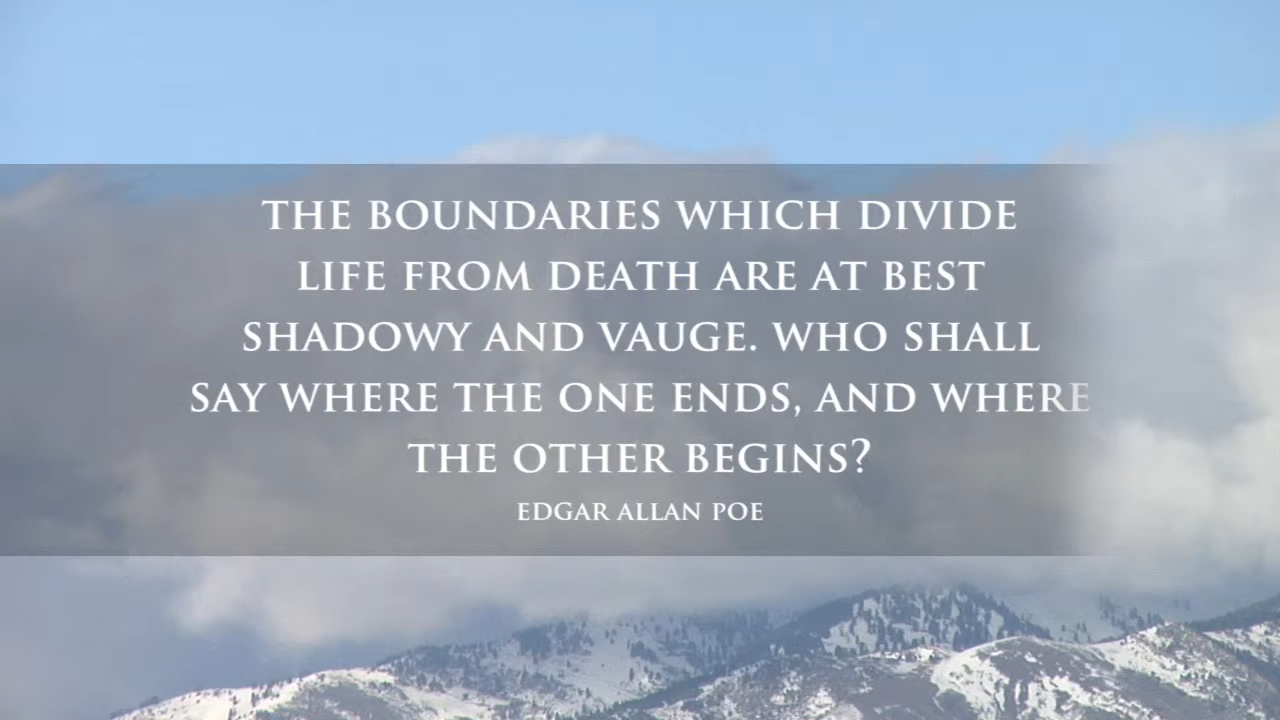 THE BOUNDARIES WHICH DIVIDE
LIFE FROM DEATH ARE AT BEST
SHADOWY AND VAUGE. WHO SHALL
SAY WHERE THE ONE ENDS, AND WHERE
THE OTHER BEGINS?
EDGAR ALLAN POE